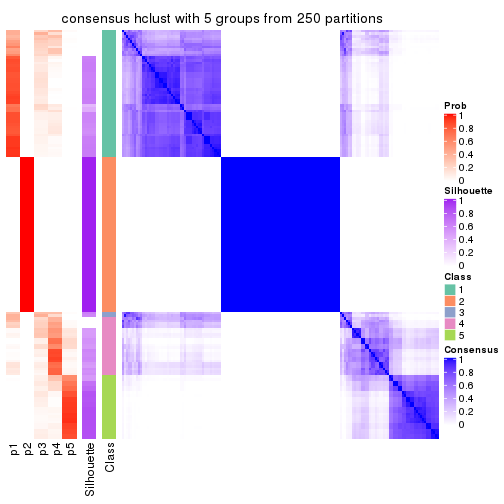 consensus hclust with 5 groups from 250 partitions
Prob
1
0.8
0.6
0.4
0.2
0
Silhouette
1
0.8
0.6
0.4
0.2
0
Class
1
2
3
4
5
Consensus
1
0.8
0.6
0.4
0.2
0
p1
p2
p3
p4
p5
Silhouette
Class